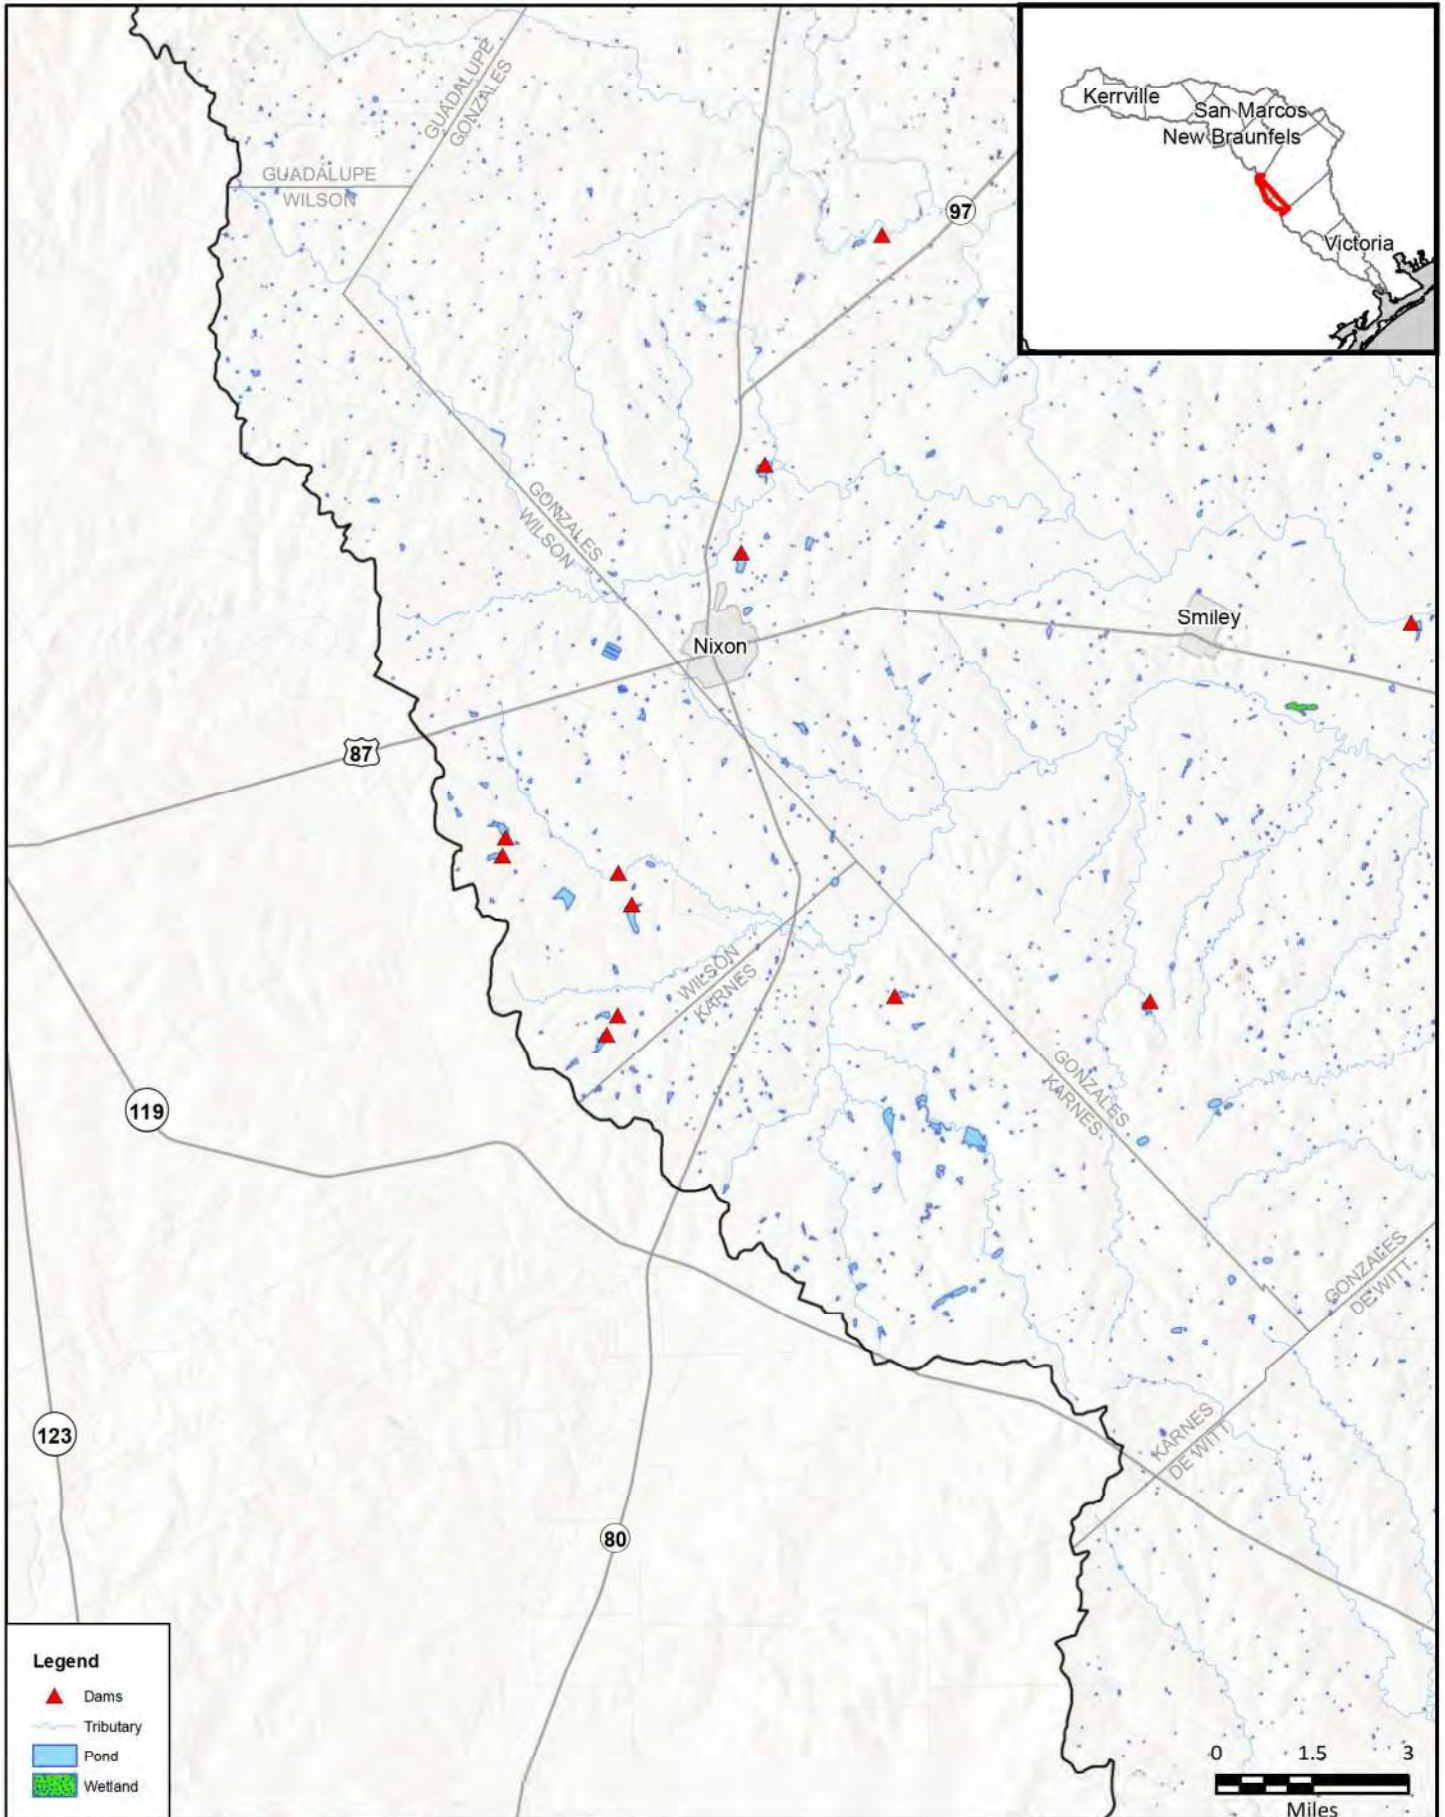 GUADALUPE
GONZALES
Kerrville
San Marcos
New Braunfels
Victoria
GUADALUPE
WILSON
97
GONZALES
WILSON
Smiley
Nixon
87
WILSON
KARNES
GONZALES
KARNES
119
GONZALES
DE WITT
KARNES
DE WITT
123
80
Legend
Dams
Tributary
Pond
Wetland
0 1.5 3
Miles